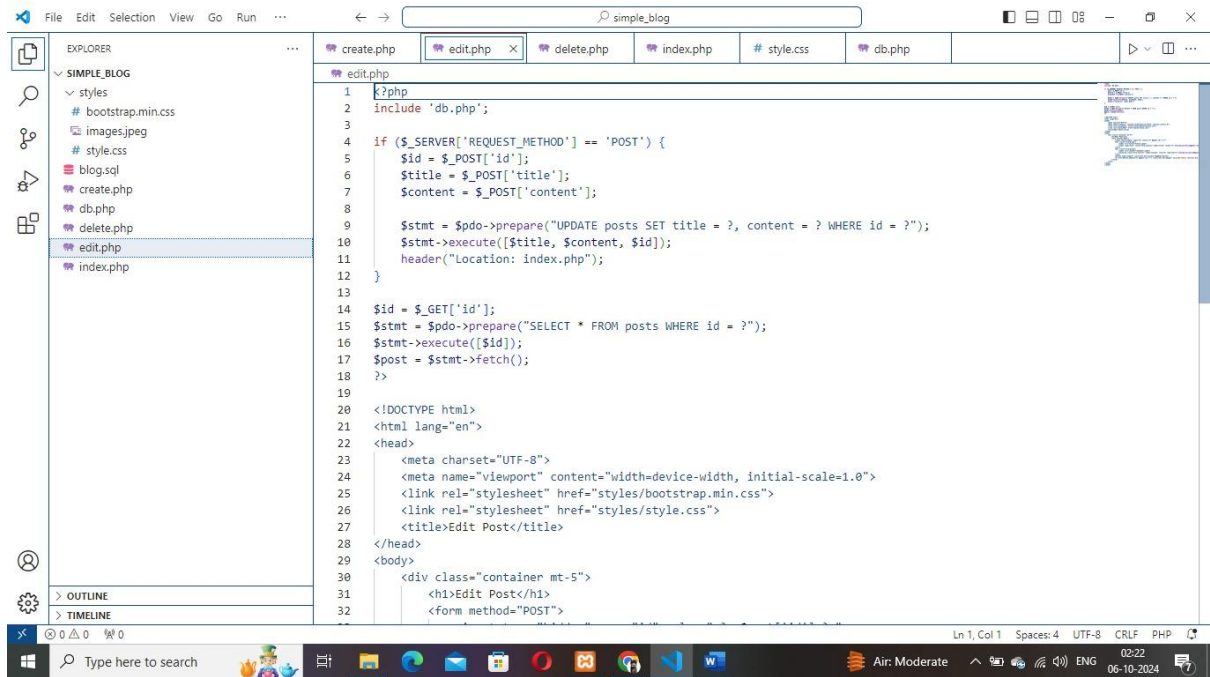 File Edit Selection View Go Run ··· simple_blog
EXPLORER ···
SIMPLE_BLOG
styles
# bootstrap.min.css
images.jpeg
# style.css
blog.sql
create.php
db.php
delete.php
edit.php
index.php
OUTLINE
TIMELINE
create.php edit.php delete.php index.php # style.css db.php
edit.php
1 <?php
2 include 'db.php';
3
4 if ($_SERVER['REQUEST_METHOD'] == 'POST') {
5     $id = $_POST['id'];
6     $title = $_POST['title'];
7     $content = $_POST['content'];
8
9     $stmt = $pdo->prepare("UPDATE posts SET title = ?, content = ? WHERE id = ?");
10     $stmt->execute([$title, $content, $id]);
11     header("Location: index.php");
12 }
13
14 $id = $_GET['id'];
15 $stmt = $pdo->prepare("SELECT * FROM posts WHERE id = ?");
16 $stmt->execute([$id]);
17 $post = $stmt->fetch();
18 ?>
19
20 <!DOCTYPE html>
21 <html lang="en">
22 <head>
23     <meta charset="UTF-8">
24     <meta name="viewport" content="width=device-width, initial-scale=1.0">
25     <link rel="stylesheet" href="styles/bootstrap.min.css">
26     <link rel="stylesheet" href="styles/style.css">
27     <title>Edit Post</title>
28 </head>
29 <body>
30     <div class="container mt-5">
31         <h1>Edit Post</h1>
32         <form method="POST">
0 0 0 Ln 1, Col 1 Spaces: 4 UTF-8 CRLF PHP
Type here to search Air: Moderate ENG 02:22
06-10-2024 7